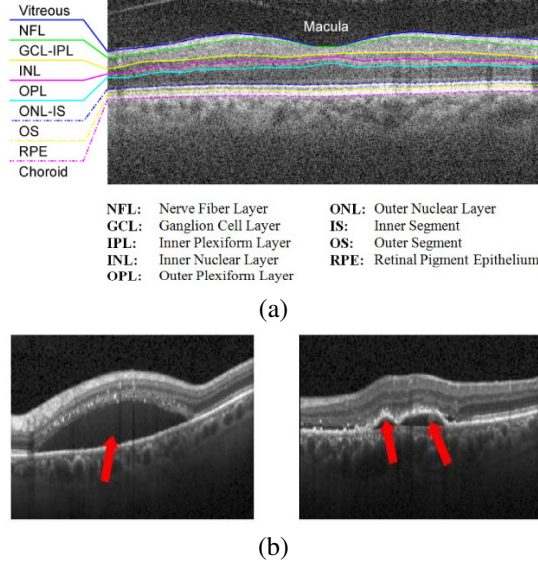 Vitreous
NFL
GCL-IPL
INL
OPL
ONL-IS
OS
RPE
Choroid
Macula
NFL: Nerve Fiber Layer
GCL: Ganglion Cell Layer
IPL: Inner Plexiform Layer
INL: Inner Nuclear Layer
OPL: Outer Plexiform Layer
ONL: Outer Nuclear Layer
IS: Inner Segment
OS: Outer Segment
RPE: Retinal Pigment Epithelium
(a)
(b)